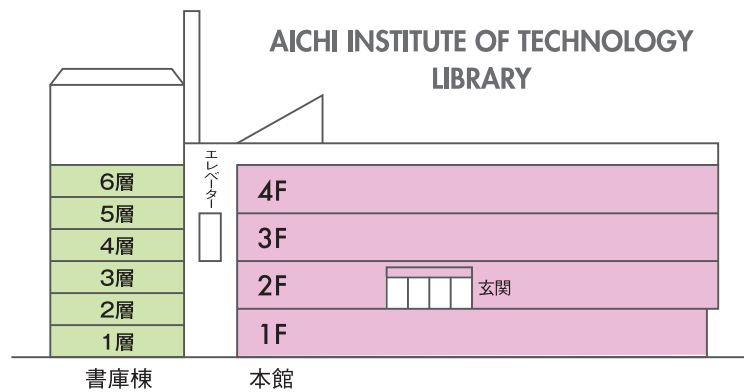 AICHI INSTITUTE OF TECHNOLOGY
LIBRARY
エレベーター
6層
5層
4層
3層
2層
1層
4F
3F
2F
玄関
1F
書庫棟
本館